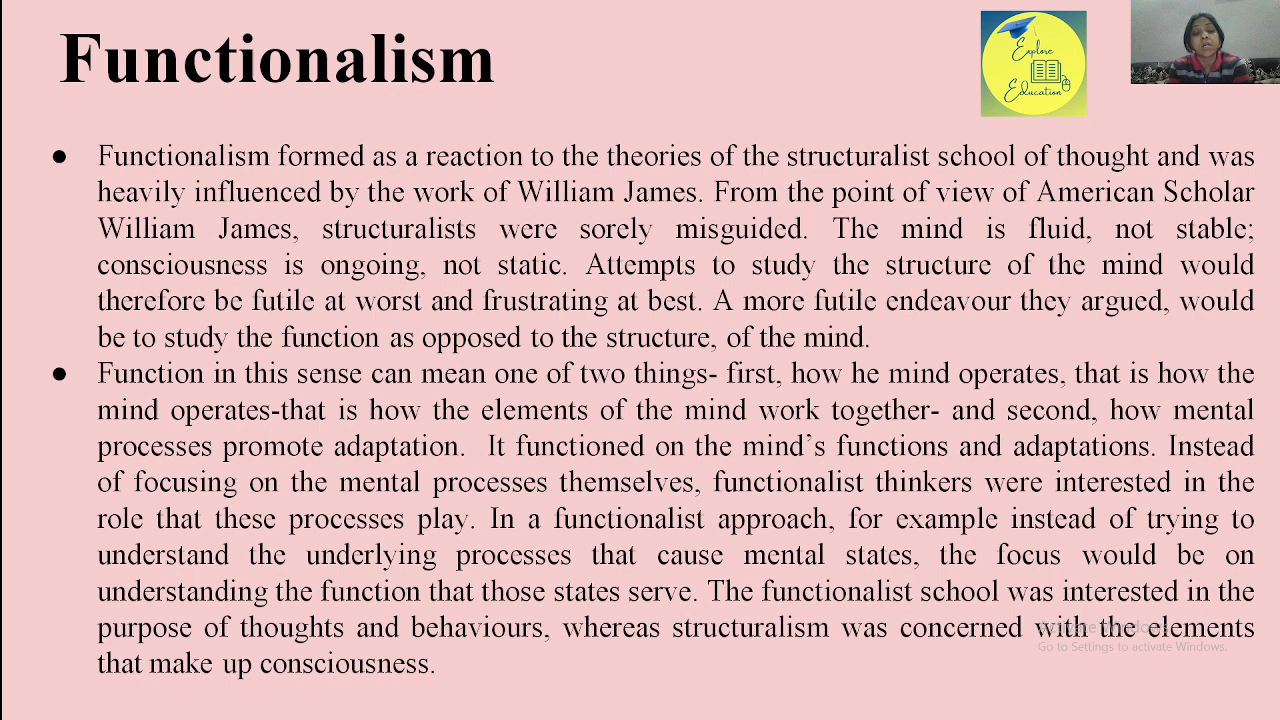 Functionalism
Explore
Education
● Functionalism formed as a reaction to the theories of the structuralist school of thought and was
heavily influenced by the work of William James. From the point of view of American Scholar
William James, structuralists were sorely misguided. The mind is fluid, not stable;
consciousness is ongoing, not static. Attempts to study the structure of the mind would
therefore be futile at worst and frustrating at best. A more futile endeavour they argued, would
be to study the function as opposed to the structure, of the mind.
● Function in this sense can mean one of two things- first, how he mind operates, that is how the
mind operates-that is how the elements of the mind work together- and second, how mental
processes promote adaptation. It functioned on the mind's functions and adaptations. Instead
of focusing on the mental processes themselves, functionalist thinkers were interested in the
role that these processes play. In a functionalist approach, for example instead of trying to
understand the underlying processes that cause mental states, the focus would be on
understanding the function that those states serve. The functionalist school was interested in the
purpose of thoughts and behaviours, whereas structuralism was concerned with the elements
that make up consciousness.
Activate Windows
Go to Settings to activate Windows.